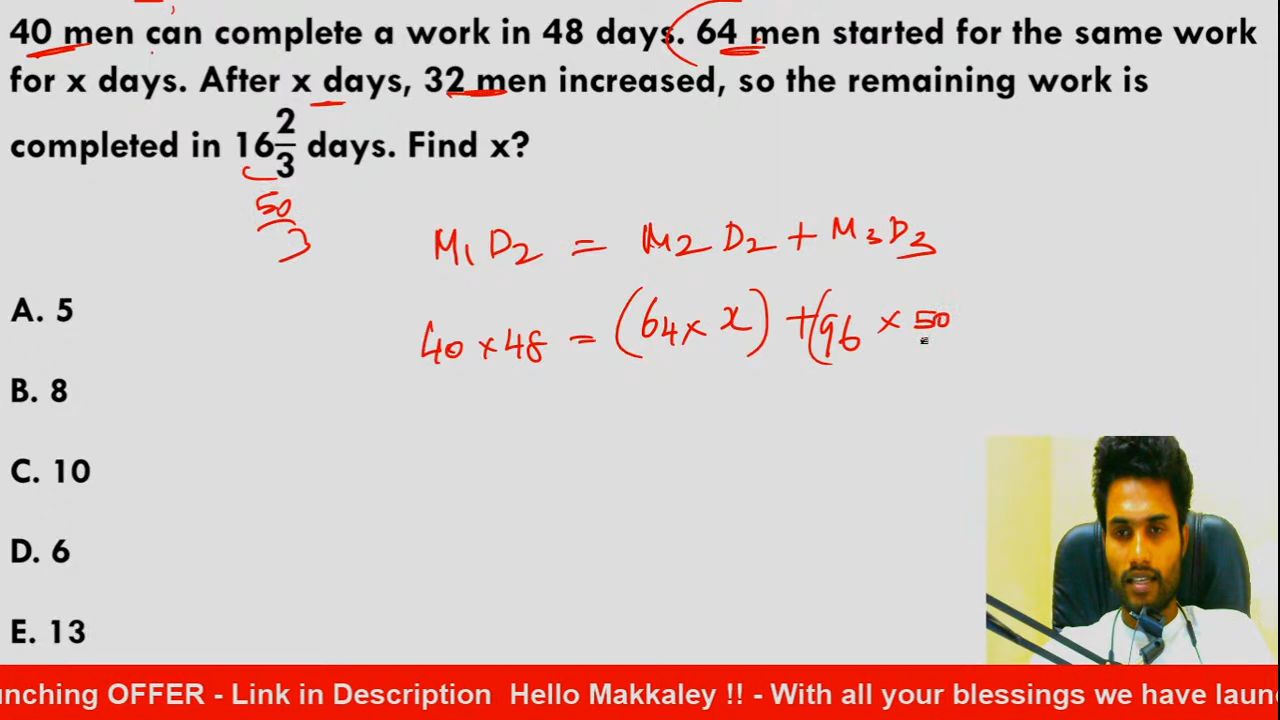 40 men can complete a work in 48 days. 64 men started for the same work
for x days. After x days, 32 men increased, so the remaining work is
completed in 16 2/3 days. Find x?
50/3
M₁ D₂ = M₂ D₂ + M₃ D₃
40 × 48 = (64 × x) + (96 × 50
A. 5
B. 8
C. 10
D. 6
E. 13
unching OFFER - Link in Description Hello Makkaley !! - With all your blessings we have laun